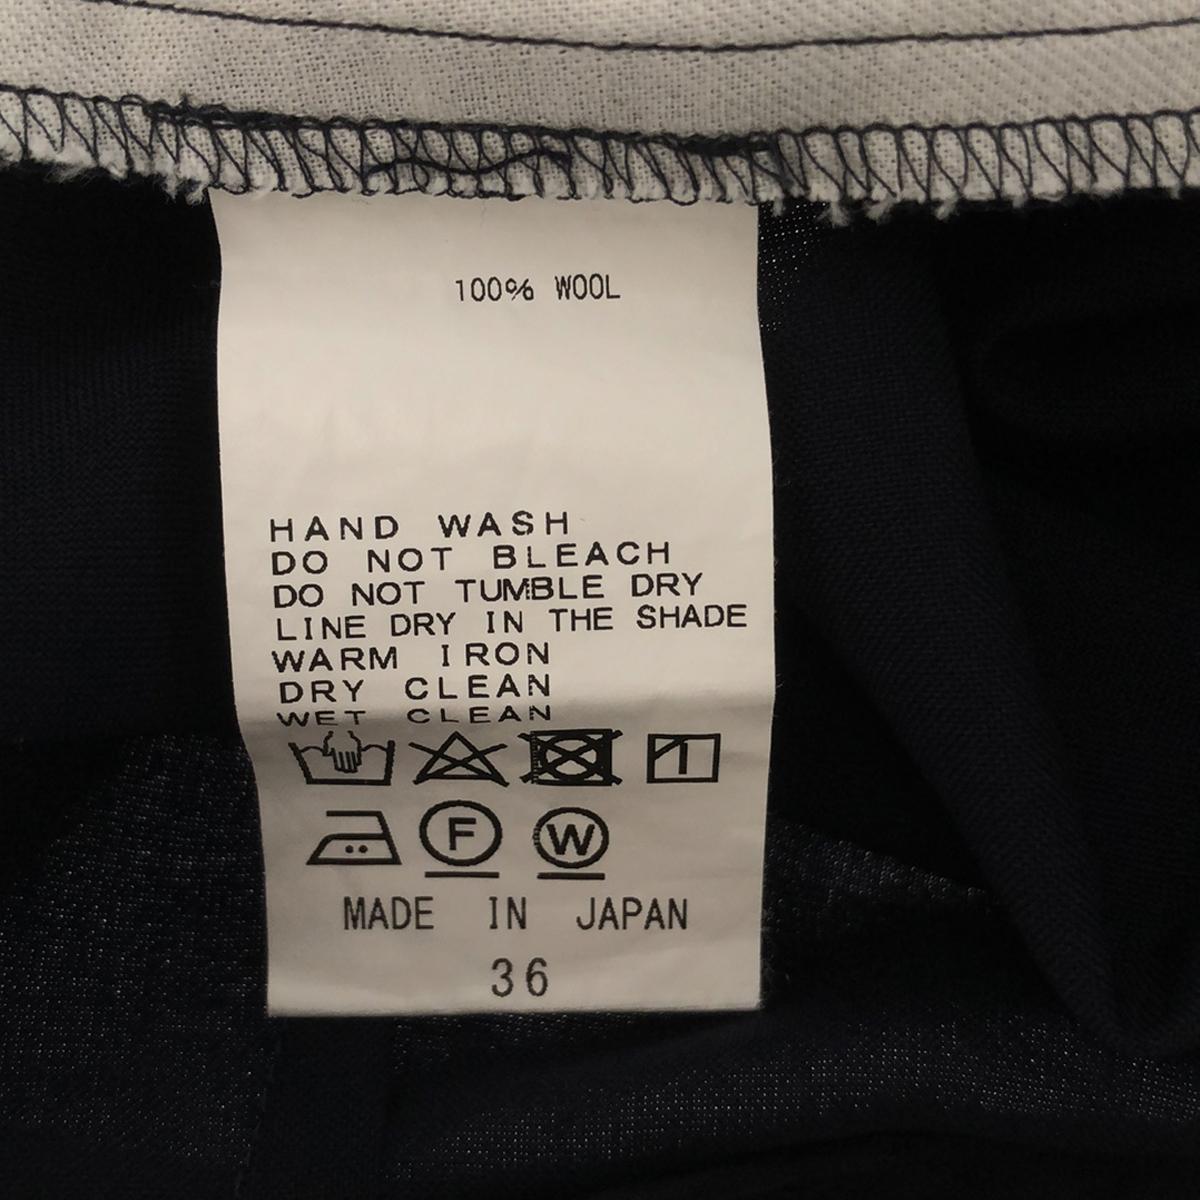 100% WOOL
HAND WASH
DO NOT BLEACH
DO NOT TUMBLE DRY
LINE DRY IN THE SHADE
WARM IRON
DRY CLEAN
WET CLEAN
F W
MADE IN JAPAN
36